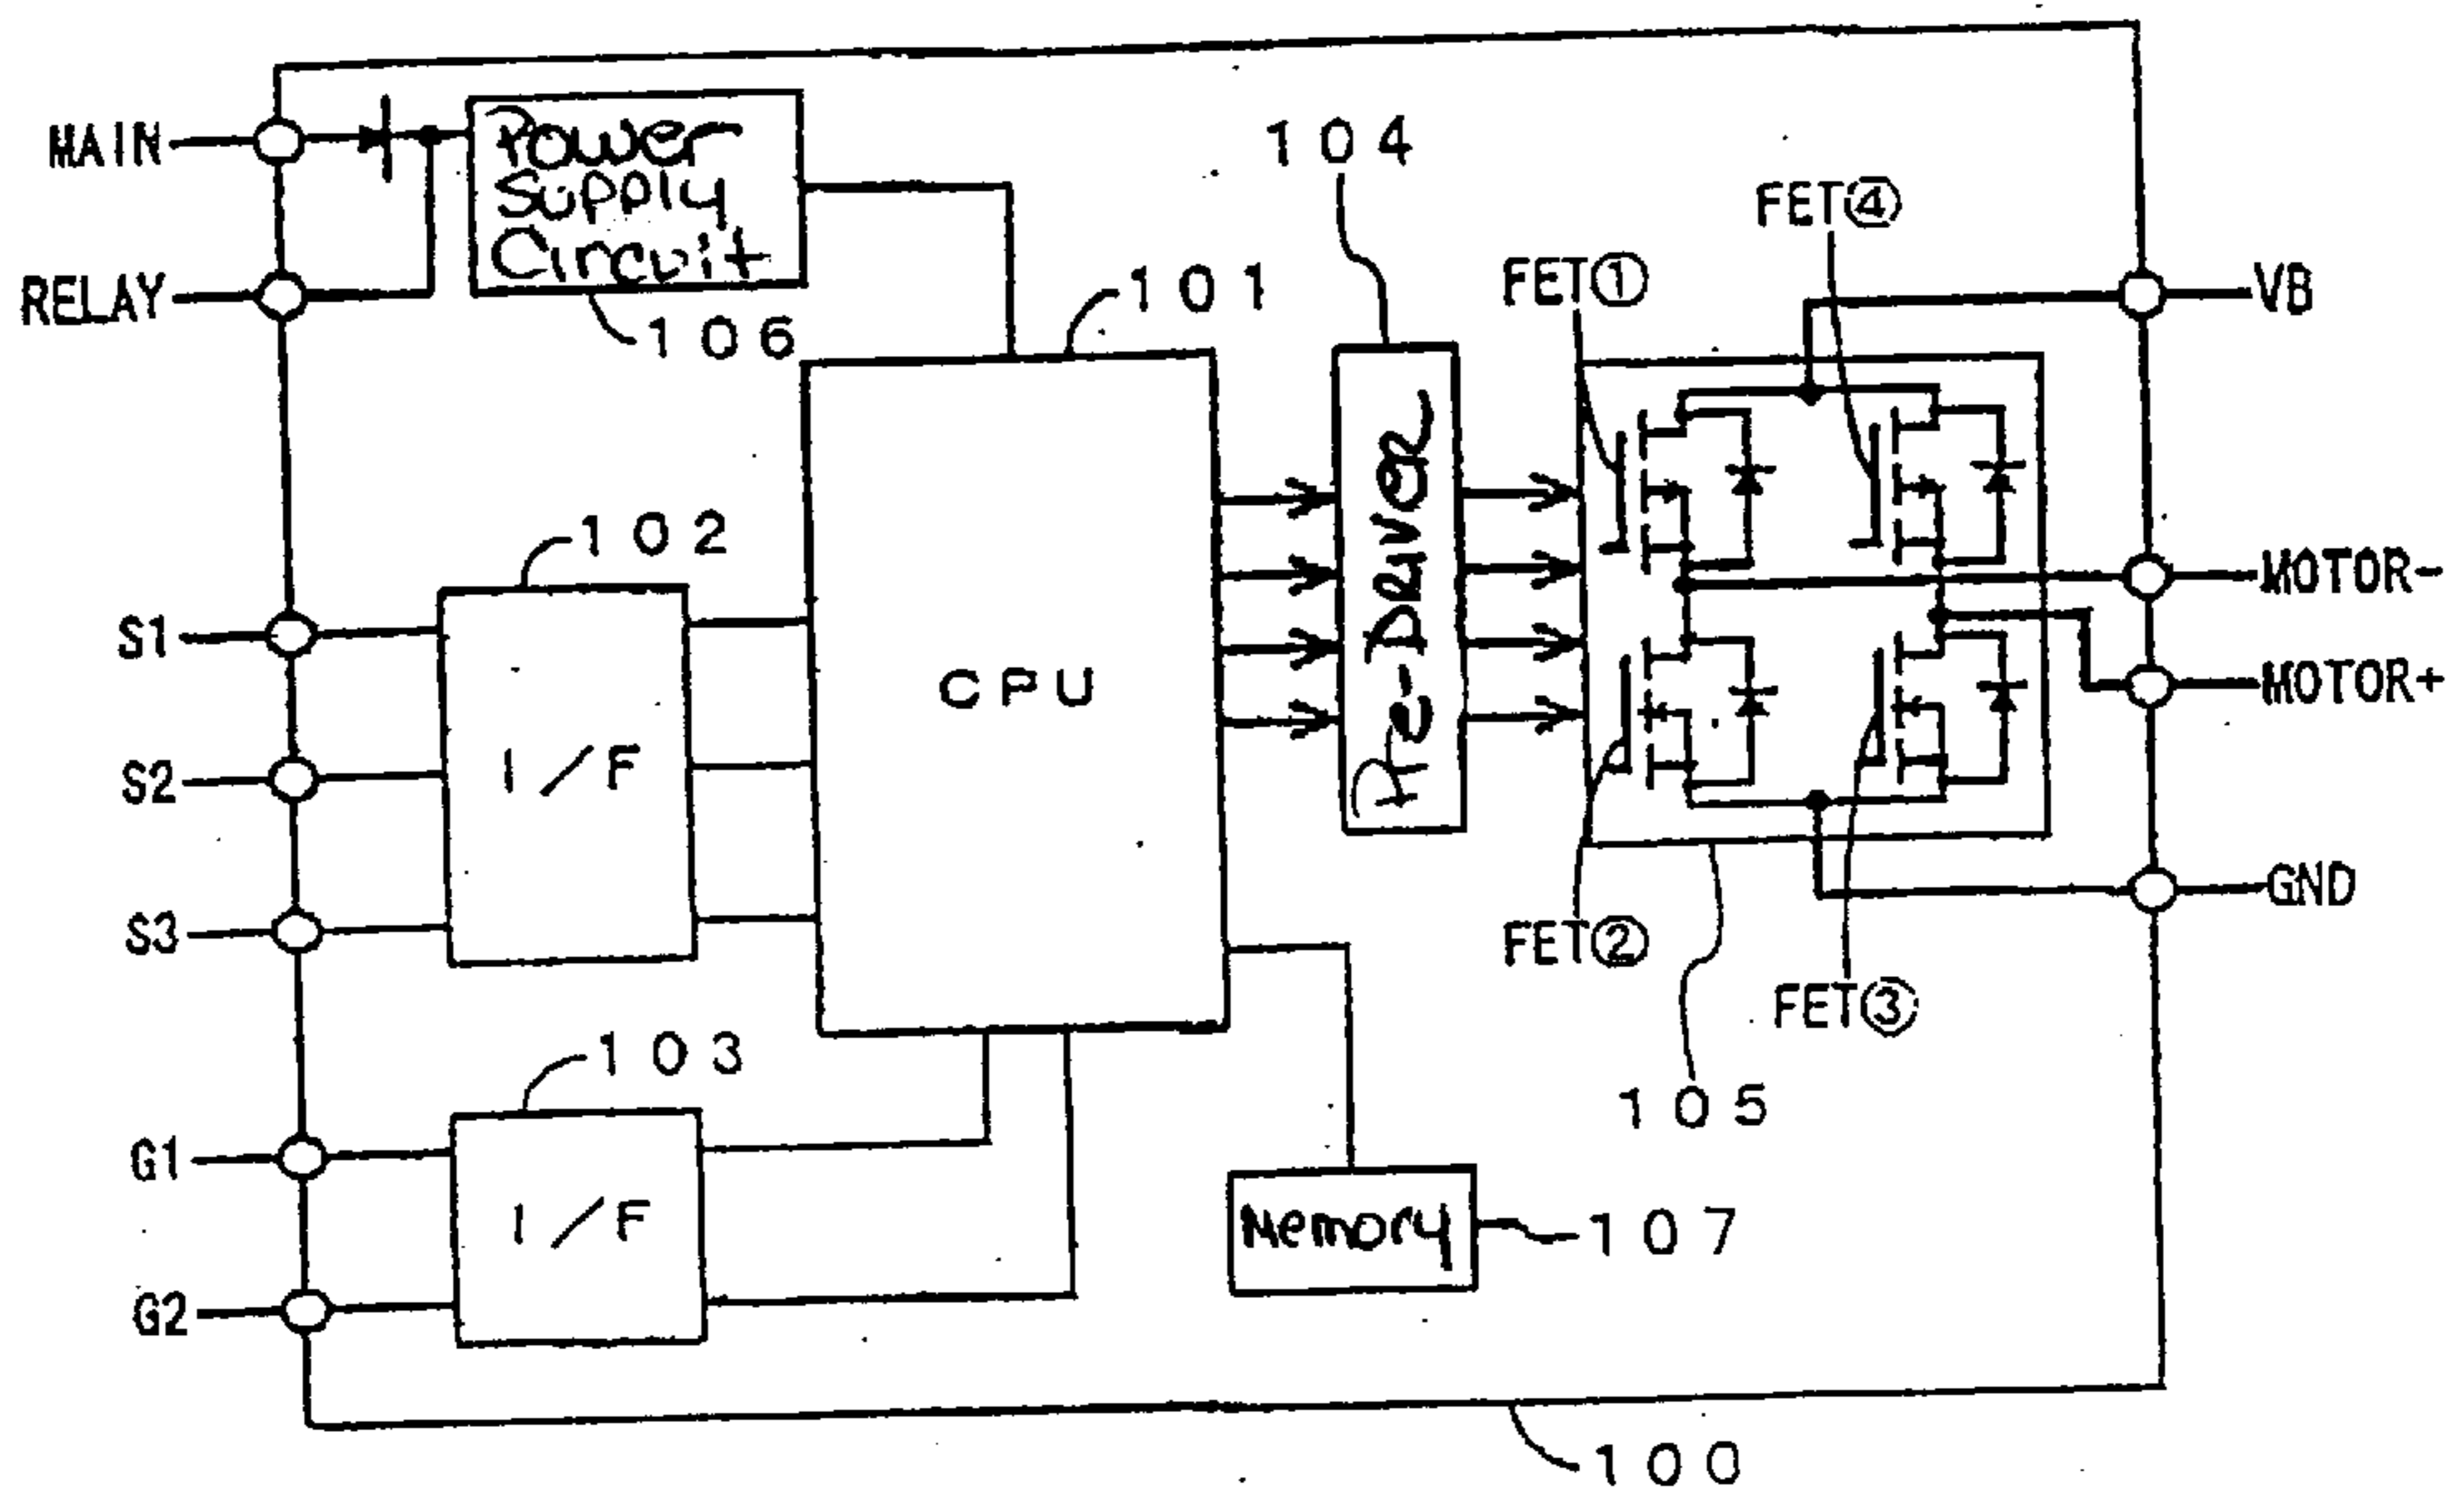 MAIN
RELAY
Power
Supply
Circuit
106
101
104
FET④
FET①
VB
102
S1
S2
S3
I/F
CPU
Pre-Driver
MOTOR-
MOTOR+
GND
FET②
FET③
105
103
G1
G2
I/F
Memory
107
100